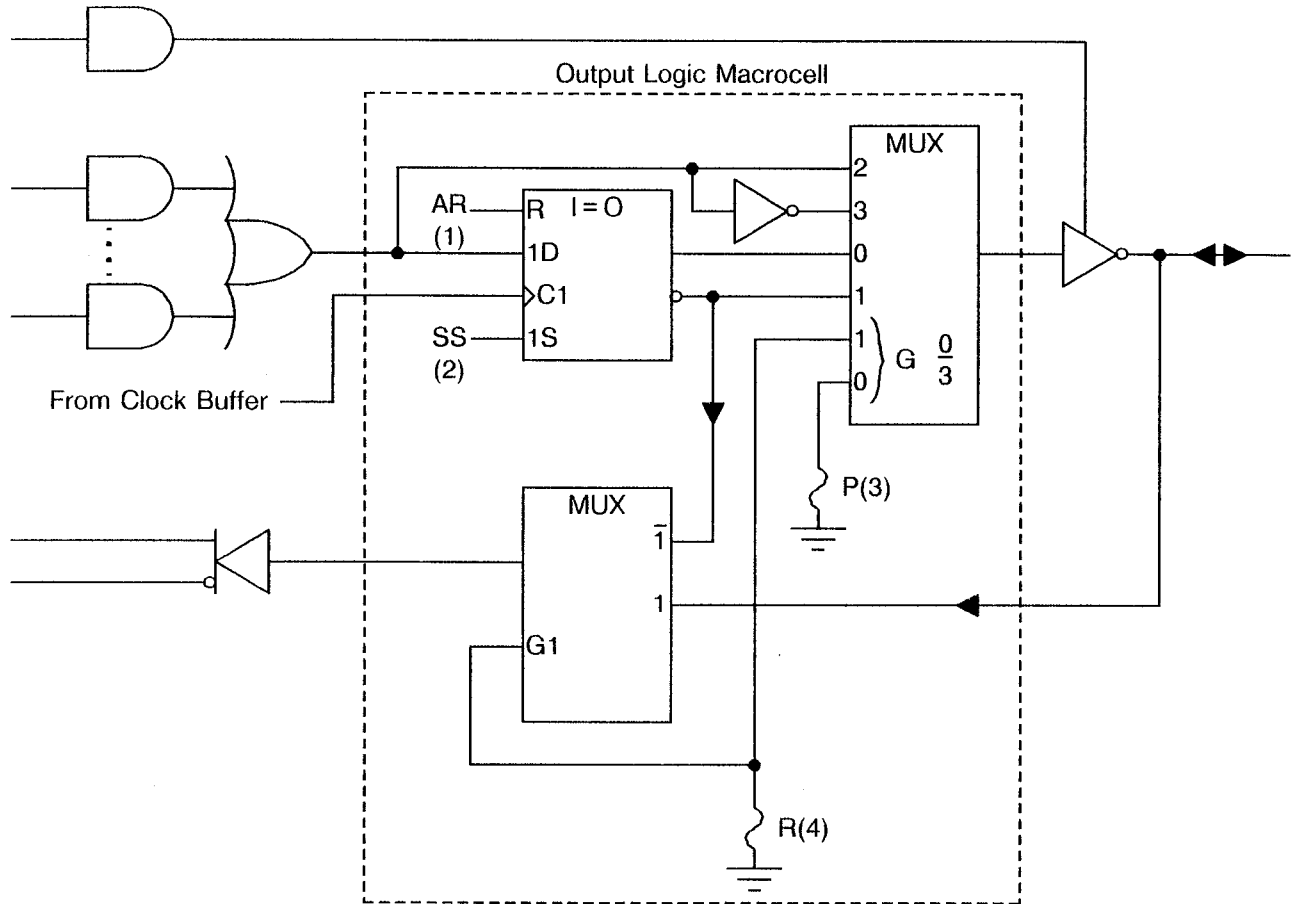 Output Logic Macrocell
MUX
2
3
0
1
1
0
G 0
3
AR
(1)
R
I = O
1D
C1
SS
(2)
1S
From Clock Buffer
P(3)
MUX
1
1
G1
R(4)